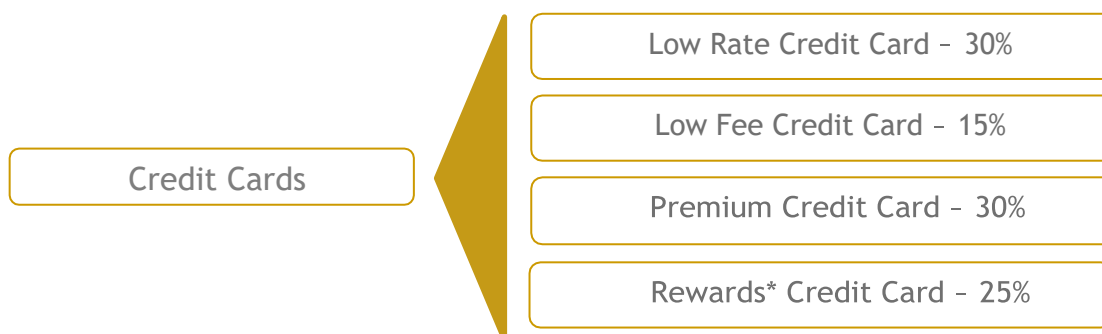 Low Rate Credit Card – 30%
Low Fee Credit Card – 15%
Credit Cards
Premium Credit Card – 30%
Rewards* Credit Card – 25%